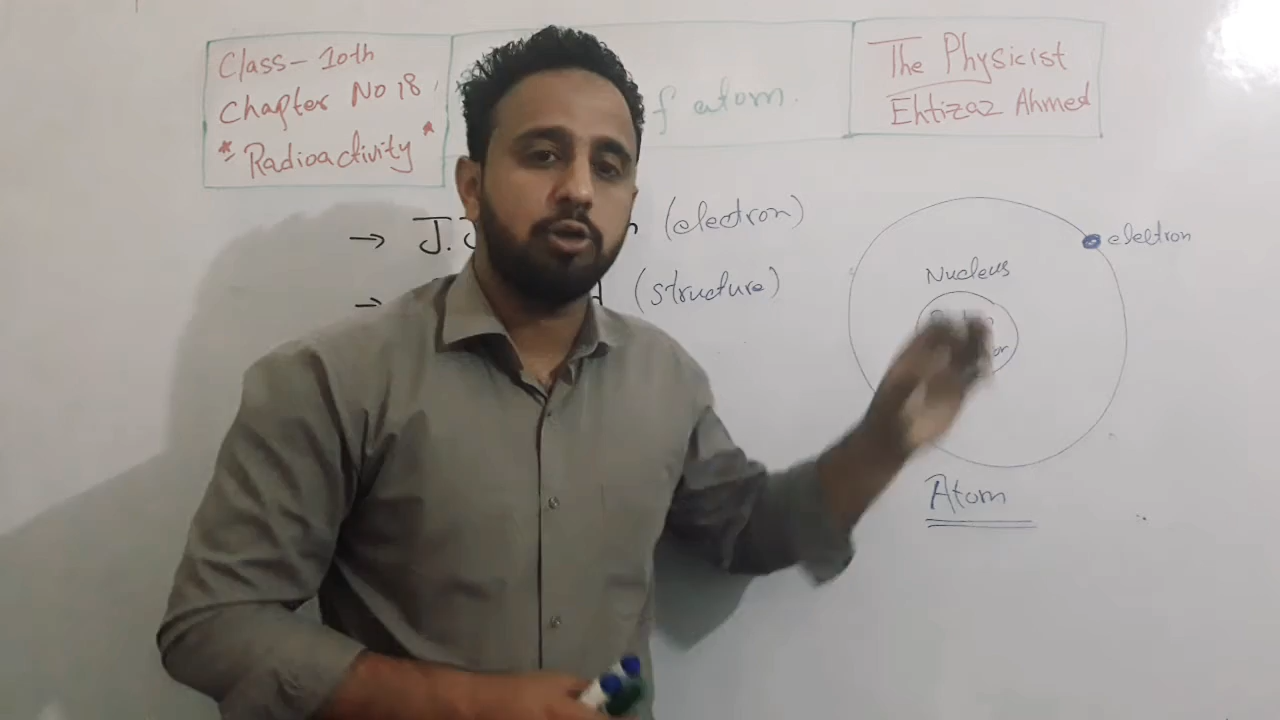 Class- 10th
Chapter No 18
* Radioactivity *
f atom.
The Physicist
Ehtizaz Ahmed
→ J.J (electron)
→ (structure)
electron
Nucleus
Atom